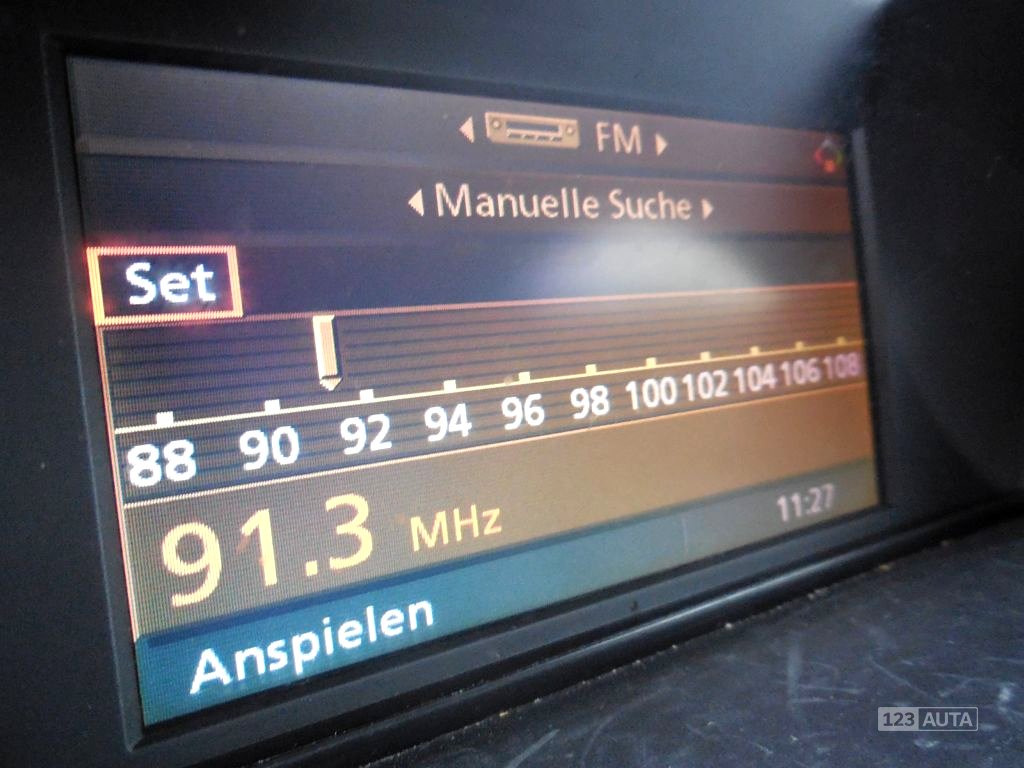 FM
Manuelle Suche
Set
88 90 92 94 96 98 100 102 104 106 108
91.3 MHz
11:27
Anspielen
123 AUTA